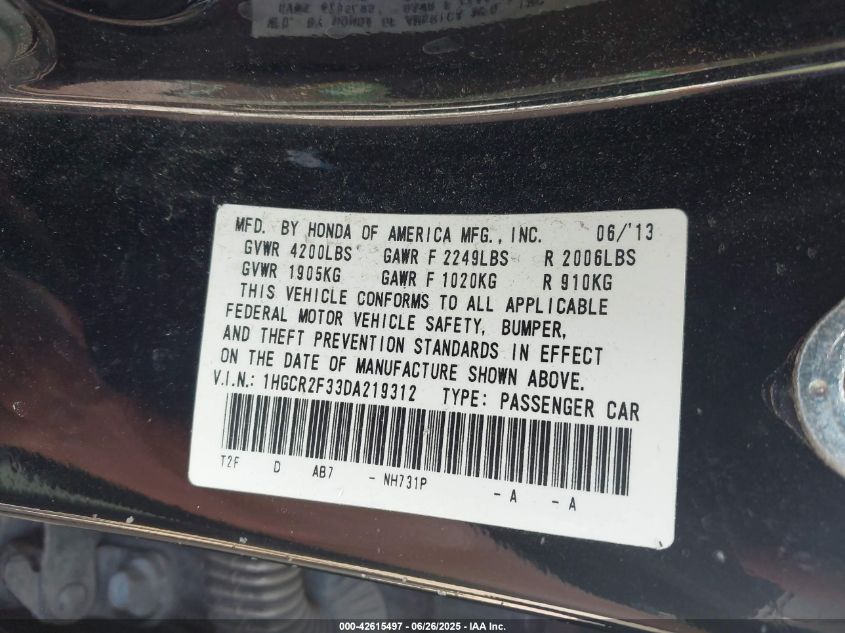 MFD. BY HONDA OF AMERICA MFG., INC. 06/'13
GVWR 4200LBS GAWR F 2249LBS R 2006LBS
GVWR 1905KG GAWR F 1020KG R 910KG
THIS VEHICLE CONFORMS TO ALL APPLICABLE
FEDERAL MOTOR VEHICLE SAFETY, BUMPER,
AND THEFT PREVENTION STANDARDS IN EFFECT
ON THE DATE OF MANUFACTURE SHOWN ABOVE.
V.I.N.: 1HGCR2F33DA219312 TYPE: PASSENGER CAR
T2F D AB7 - NH731P - A - A
000-42615497 - 06/26/2025 - IAA Inc.